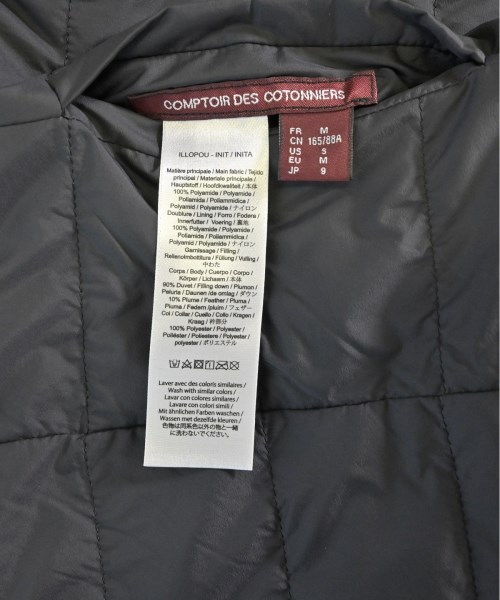 COMPTOIR DES COTONNIERS
FR M
CN 165/88A
US S
EU M
JP 9
ILLOPOU - INIT / INITA
Matière principale / Main fabric / Tejido
principal / Materiale principale /
Hauptstoff / Hoofdkwaliteit / 本体
100% Polyamide / Polyamide /
Poliamida / Poliammidica /
Polyamid / Polyamide / ナイロン
Doublure / Lining / Forro / Fodera /
Innenfutter / Voering / 裏地
100% Polyamide / Polyamide /
Poliamide / Poliammidica /
Polyamid / Polyamide / ナイロン
Garnissage / Filling /
Relleno/Imbottitura / Füllung / Vulling /
中わた
Corps / Body / Cuerpo / Corpo /
Körper / Lichaam / 本体
90% Duvet / Filling down / Plumon /
Peluria / Daunen /de omlag / ダウン
10% Plume / Feather / Pluma /
Piuma / Federn /pluim / フェザー
Col / Collar / Cuello / Collo / Kragen /
Kraag / 衿部分
100% Polyester / Polyester /
Poliéster / Poliestere / Polyester /
polyester / ポリエステル
Laver avec des coloris similaires /
Wash with similar colors /
Lavar con colores similares /
Lavare con colori simili /
Mit ähnlichen Farben waschen /
Wassen met dezelfde kleuren /
色物は同系色以外の物と一緒
に洗わないでください。